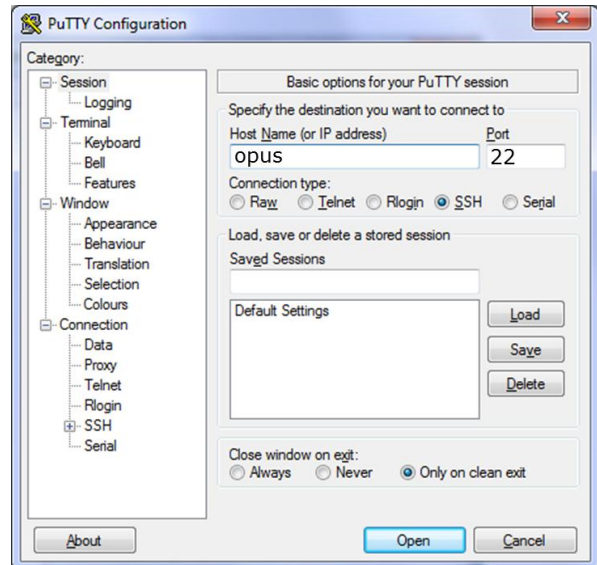 PuTTY Configuration
Category:
Session
Logging
Terminal
Keyboard
Bell
Features
Window
Appearance
Behaviour
Translation
Selection
Colours
Connection
Data
Proxy
Telnet
Rlogin
SSH
Serial
Basic options for your PuTTY session
Specify the destination you want to connect to
Host Name (or IP address) Port
opus 22
Connection type:
Raw Telnet Rlogin SSH Serial
Load, save or delete a stored session
Saved Sessions
Default Settings
Load
Save
Delete
Close window on exit:
Always Never Only on clean exit
About Open Cancel